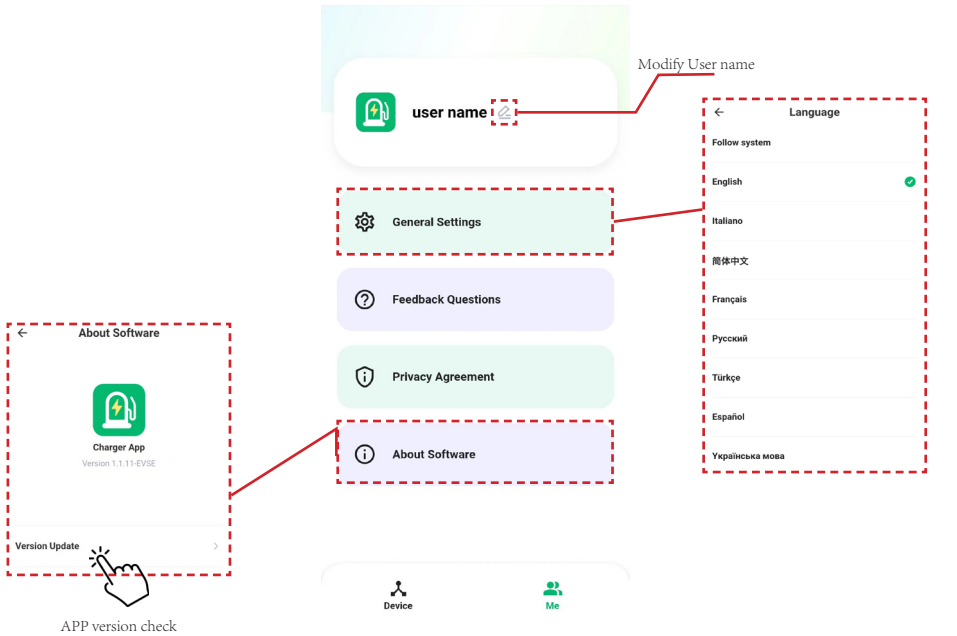 Modify User name
user name
Language
Follow system
English
Italiano
简体中文
Français
Русский
Türkçe
Español
Українська мова
General Settings
Feedback Questions
Privacy Agreement
About Software
About Software
Charger App
Version 1.1.11-EVSE
Version Update
APP version check
Device
Me